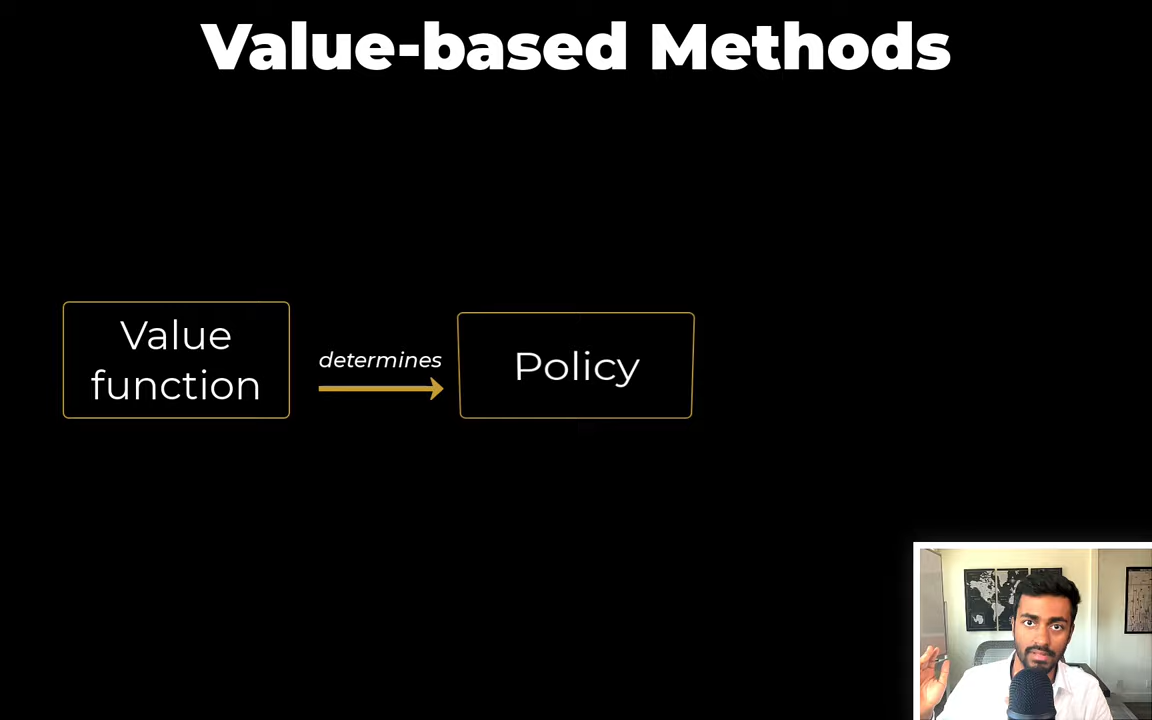 Value-based Methods
Value
function
determines
Policy